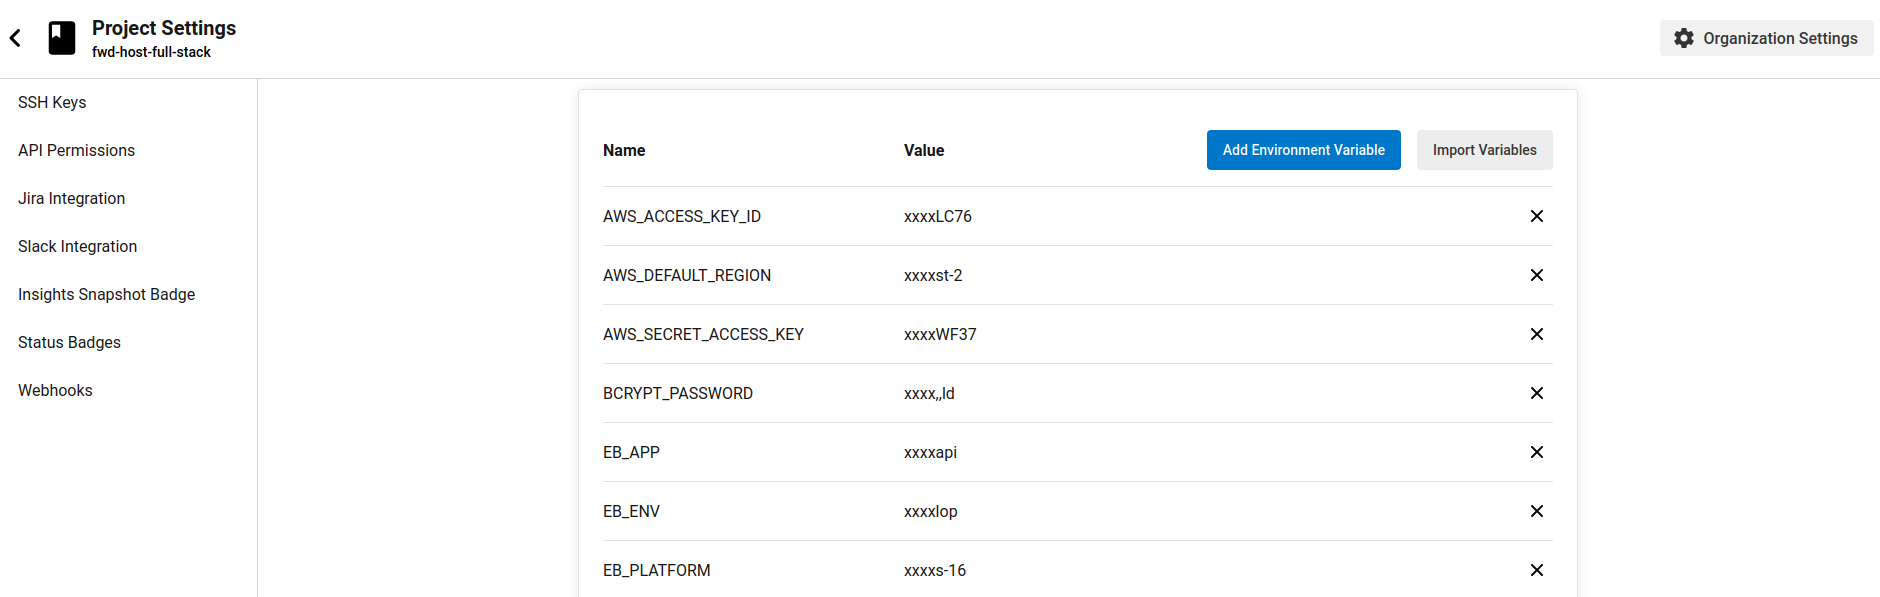 Project Settings
fwd-host-full-stack
Organization Settings
SSH Keys
API Permissions
Jira Integration
Slack Integration
Insights Snapshot Badge
Status Badges
Webhooks
Name Value Add Environment Variable Import Variables
AWS_ACCESS_KEY_ID xxxxLC76
AWS_DEFAULT_REGION xxxxst-2
AWS_SECRET_ACCESS_KEY xxxxWF37
BCRYPT_PASSWORD xxxx,,ld
EB_APP xxxxapi
EB_ENV xxxxlop
EB_PLATFORM xxxxs-16